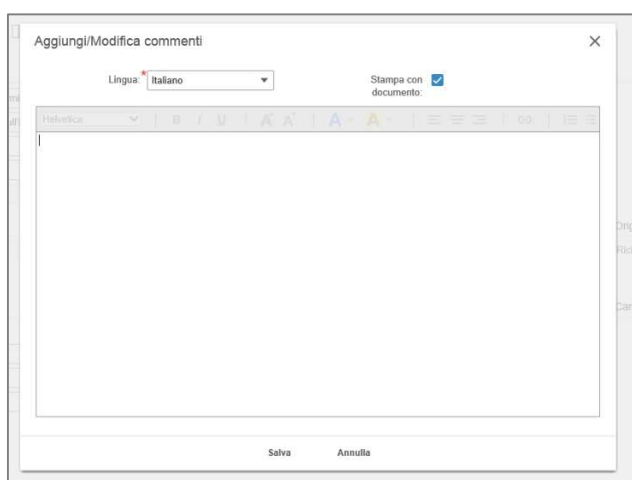 Aggiungi/Modifica commenti
Lingua: * Italiano
Stampa con
documento:
Helvetica B I U A A A A
Salva Annulla